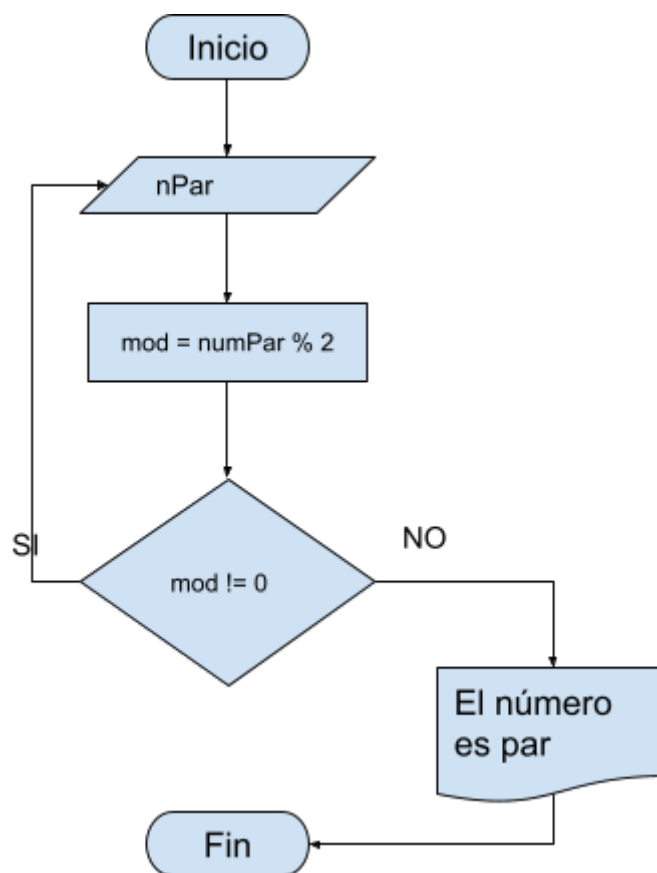 Inicio
nPar
mod = numPar % 2
SI
NO
mod != 0
El número
es par
Fin